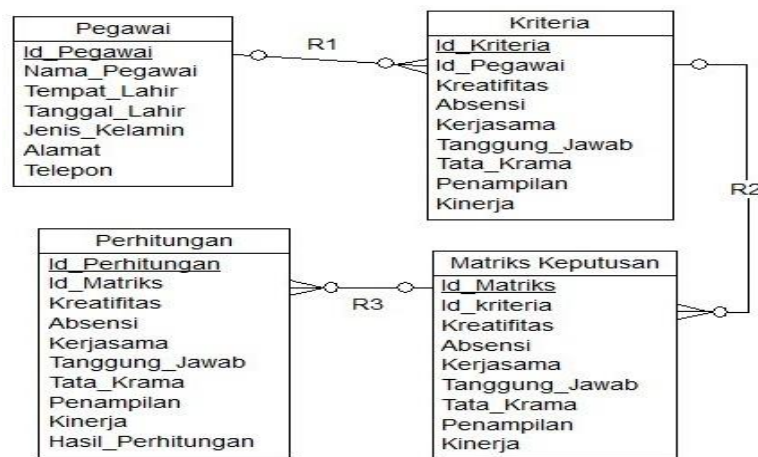 Pegawai
Id_Pegawai
Nama_Pegawai
Tempat_Lahir
Tanggal_Lahir
Jenis_Kelamin
Alamat
Telepon
R1
Kriteria
Id_Kriteria
Id_Pegawai
Kreatifitas
Absensi
Kerjasama
Tanggung_Jawab
Tata_Krama
Penampilan
Kinerja
R2
Perhitungan
Id_Perhitungan
Id_Matriks
Kreatifitas
Absensi
Kerjasama
Tanggung_Jawab
Tata_Krama
Penampilan
Kinerja
Hasil_Perhitungan
R3
Matriks Keputusan
Id_Matriks
Id_kriteria
Kreatifitas
Absensi
Kerjasama
Tanggung_Jawab
Tata_Krama
Penampilan
Kinerja